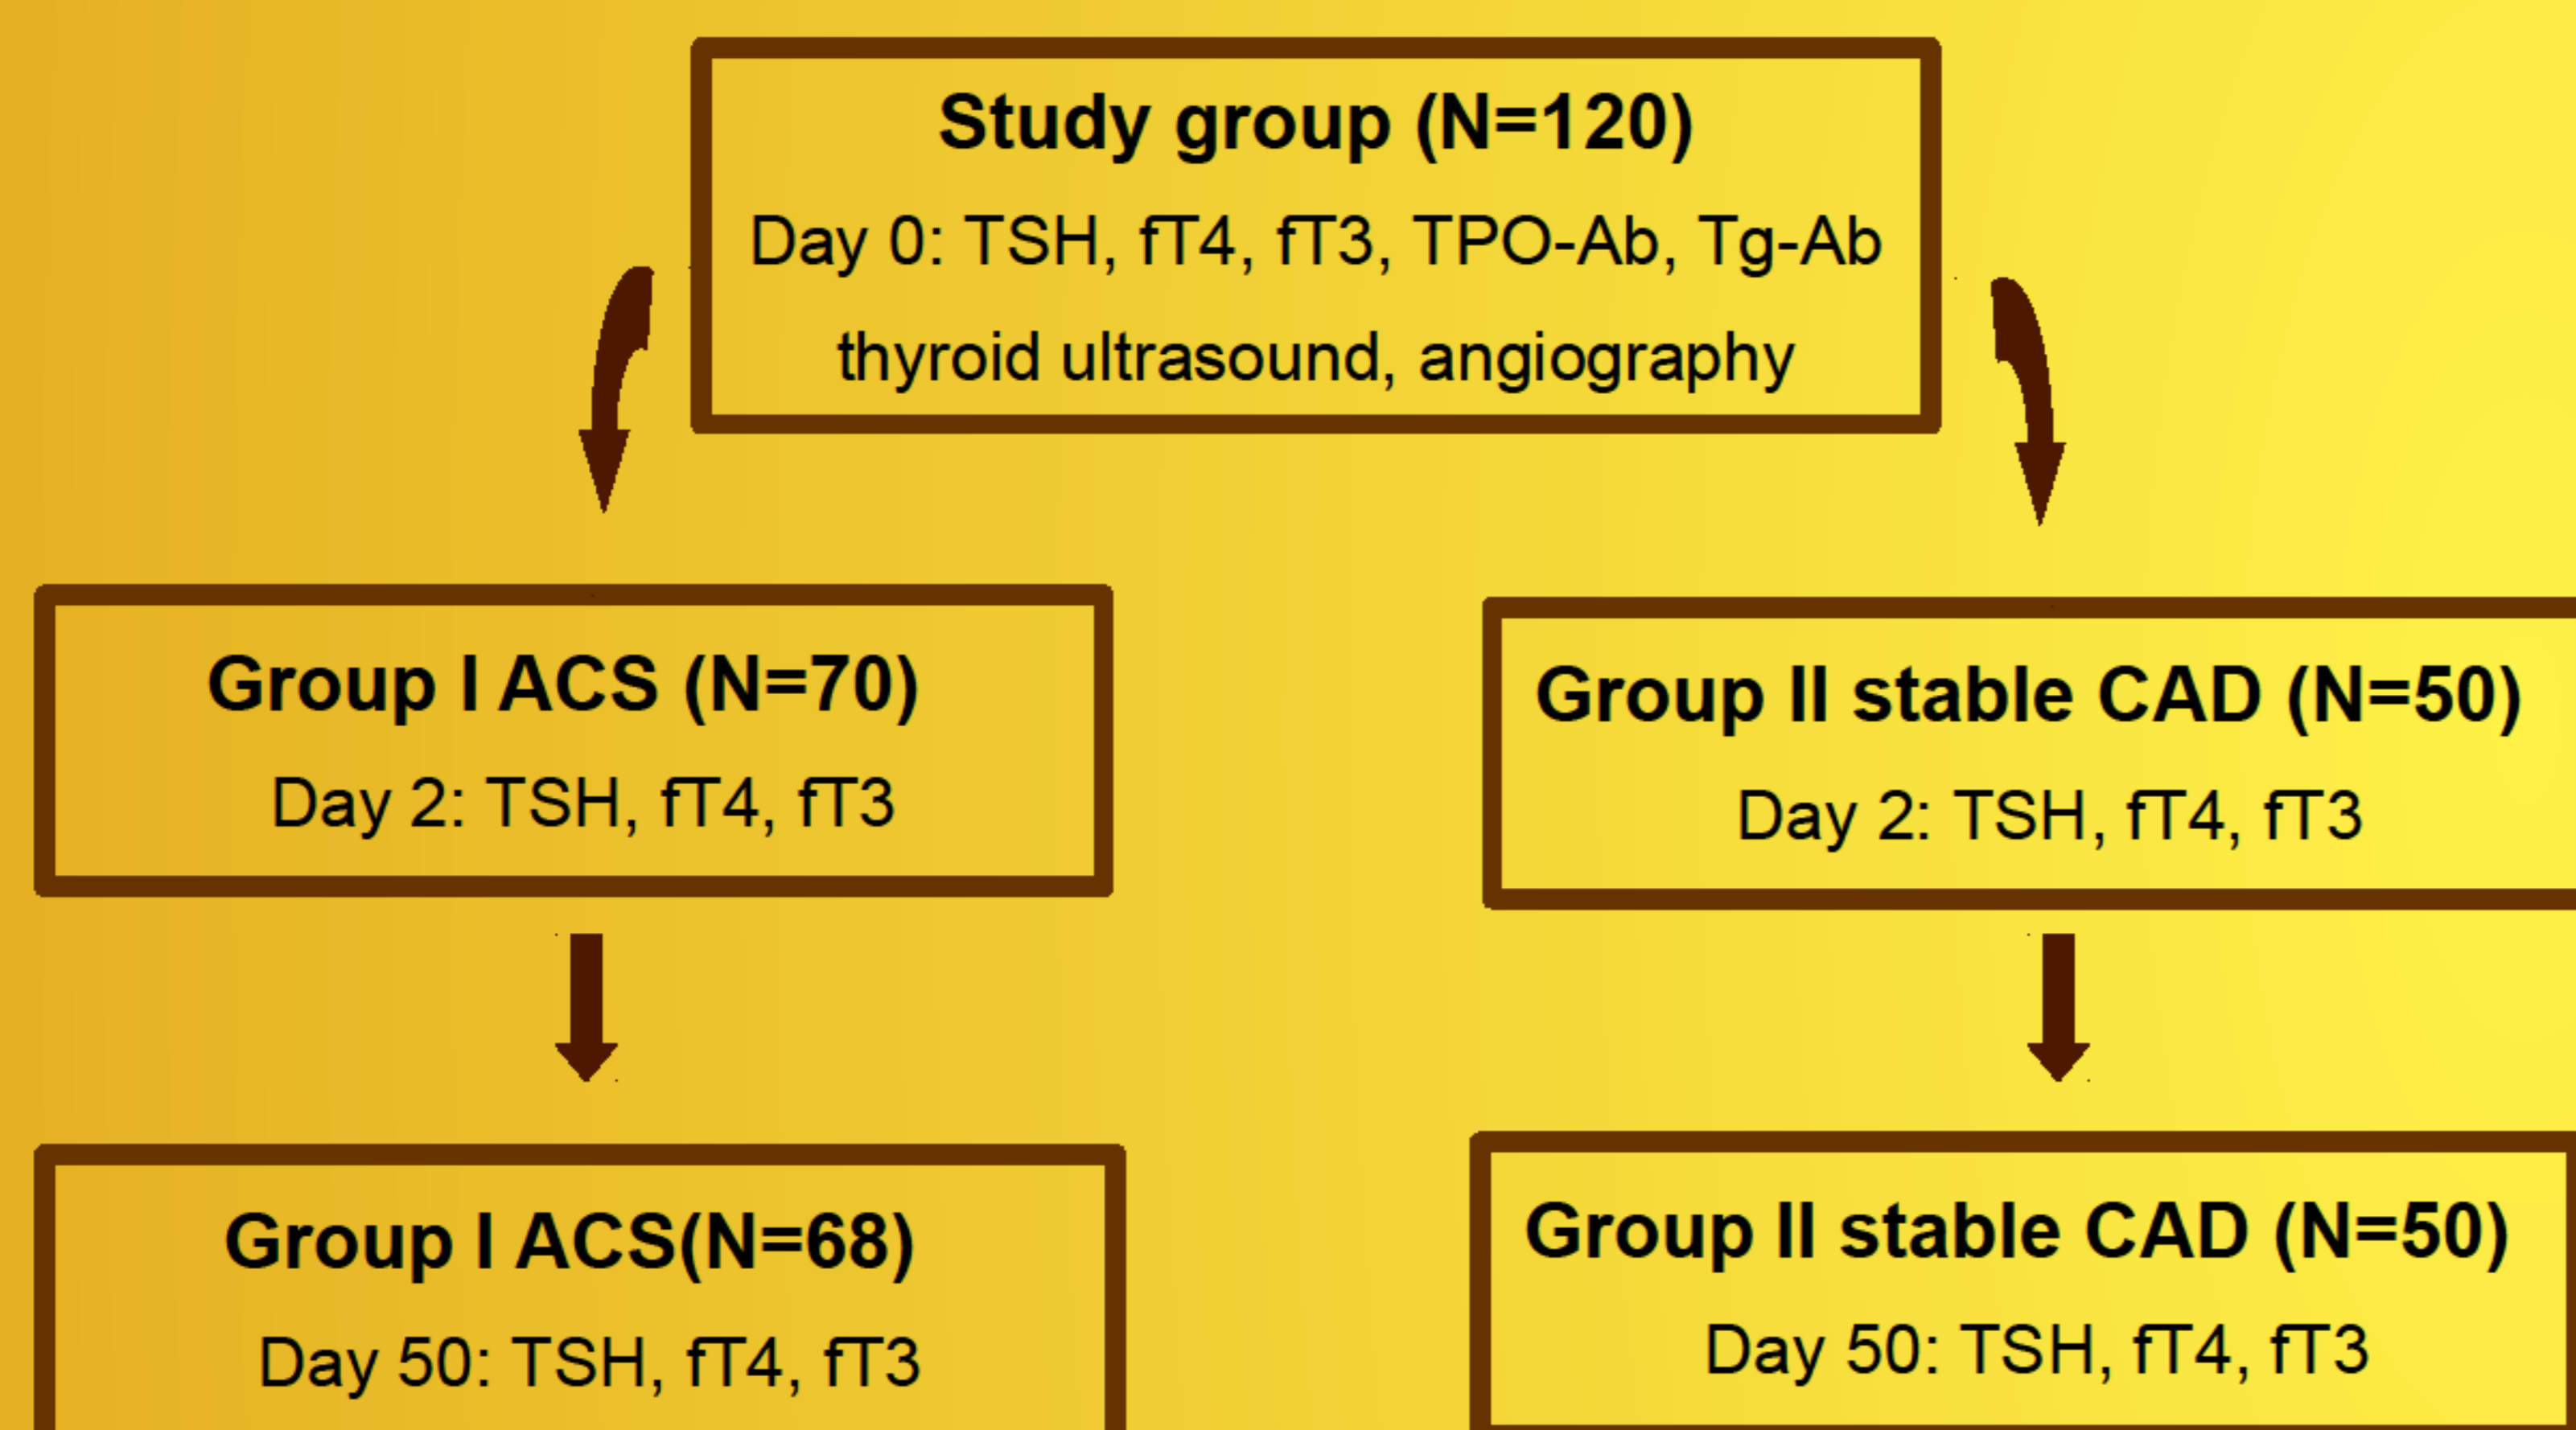 Study group (N=120)
Day 0: TSH, fT4, fT3, TPO-Ab, Tg-Ab
thyroid ultrasound, angiography
Group I ACS (N=70)
Day 2: TSH, fT4, fT3
Group II stable CAD (N=50)
Day 2: TSH, fT4, fT3
Group I ACS(N=68)
Day 50: TSH, fT4, fT3
Group II stable CAD (N=50)
Day 50: TSH, fT4, fT3